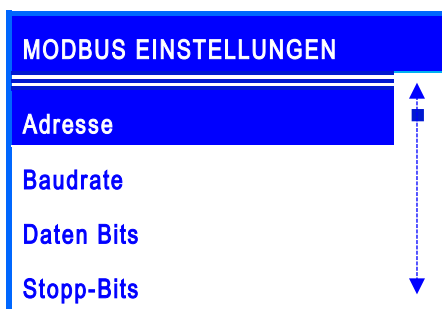 MODBUS EINSTELLUNGEN
Adresse
Baudrate
Daten Bits
Stopp-Bits